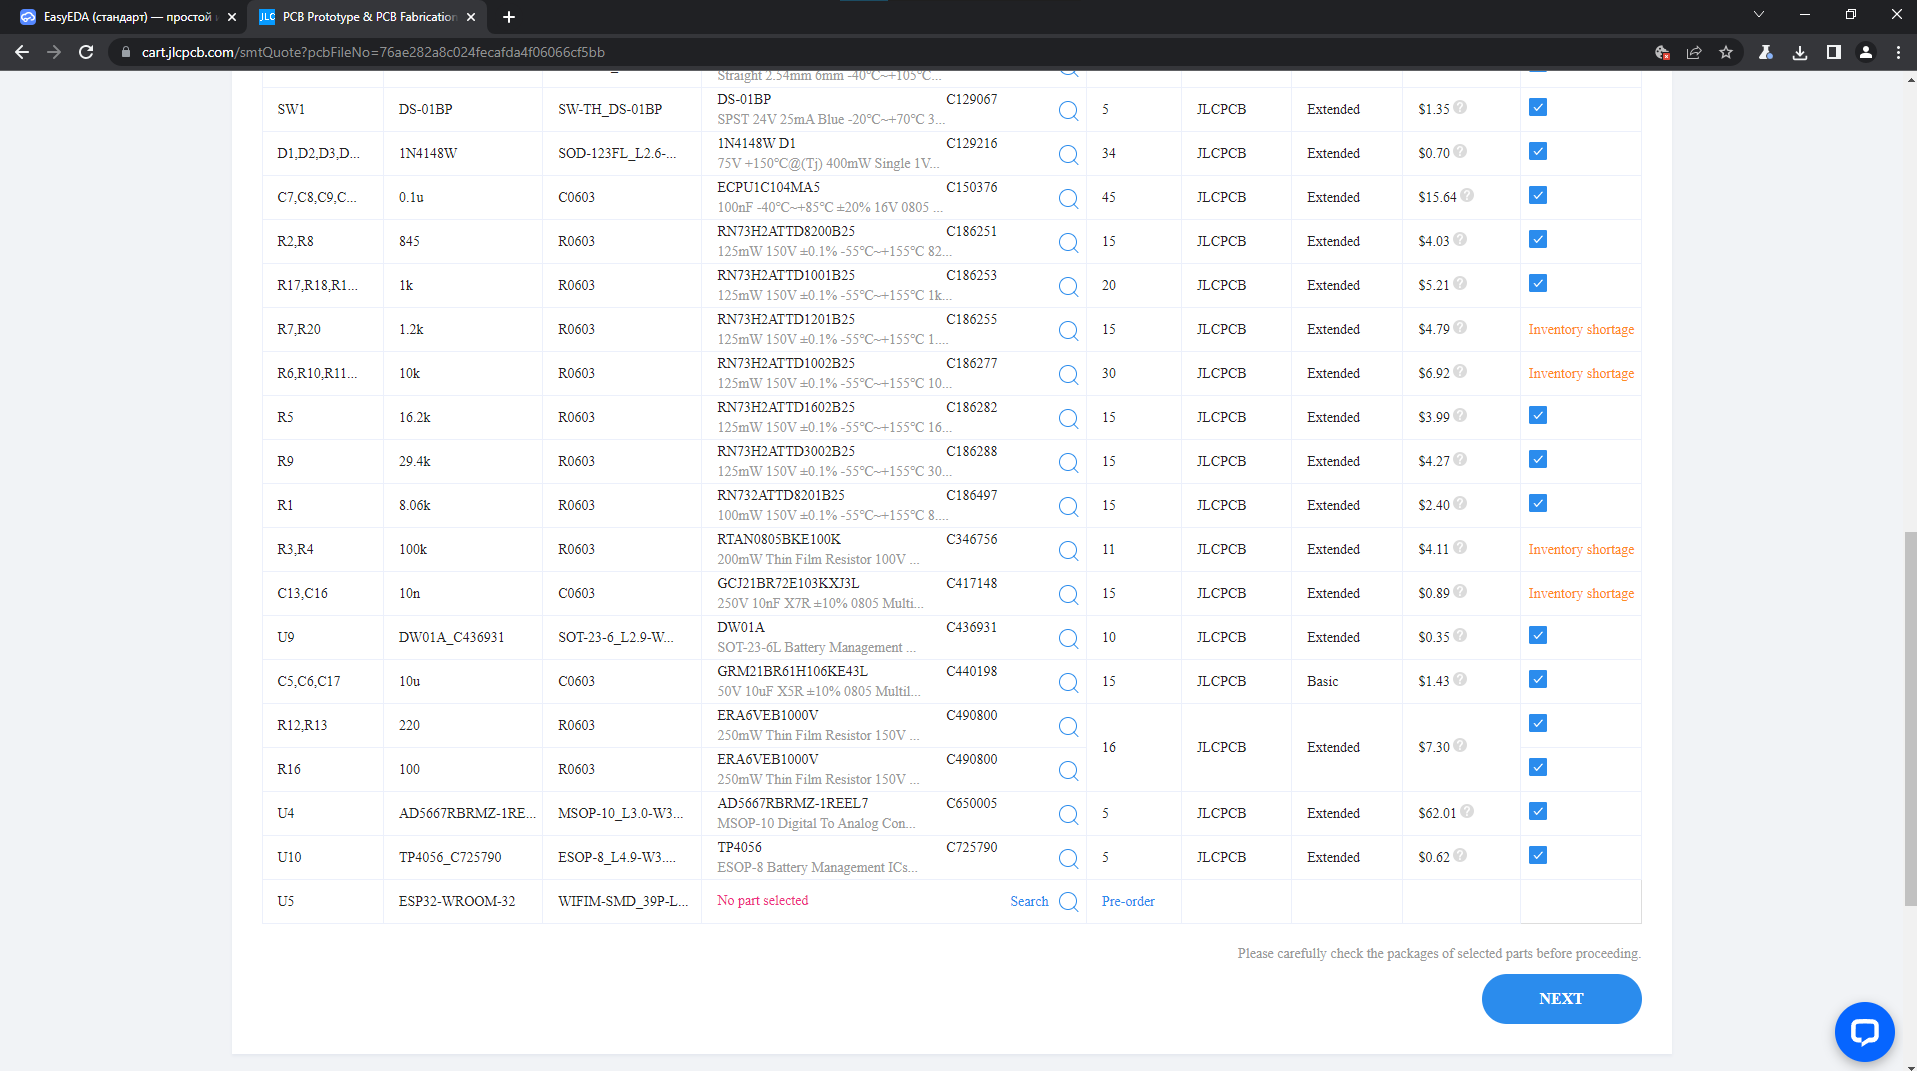 EasyEDA (стандарт) — простой и
PCB Prototype & PCB Fabrication
cart.jlcpcb.com/smtQuote?pcbFileNo=76ae282a8c024fecafda4f06066cf5bb
Straight 2.54mm 6mm -40℃~+105℃...
SW1 DS-01BP SW-TH_DS-01BP DS-01BP C129067 5 JLCPCB Extended $1.35 ?
SPST 24V 25mA Blue -20℃~+70℃ 3...
D1,D2,D3,D... 1N4148W SOD-123FL_L2.6-... 1N4148W D1 C129216 34 JLCPCB Extended $0.70 ?
75V +150℃@(Tj) 400mW Single 1V...
C7,C8,C9,C... 0.1u C0603 ECPU1C104MA5 C150376 45 JLCPCB Extended $15.64 ?
100nF -40℃~+85℃ ±20% 16V 0805 ...
R2,R8 845 R0603 RN73H2ATTD8200B25 C186251 15 JLCPCB Extended $4.03 ?
125mW 150V ±0.1% -55℃~+155℃ 82...
R17,R18,R1... 1k R0603 RN73H2ATTD1001B25 C186253 20 JLCPCB Extended $5.21 ?
125mW 150V ±0.1% -55℃~+155℃ 1k...
R7,R20 1.2k R0603 RN73H2ATTD1201B25 C186255 15 JLCPCB Extended $4.79 ? Inventory shortage
125mW 150V ±0.1% -55℃~+155℃ 1....
R6,R10,R11... 10k R0603 RN73H2ATTD1002B25 C186277 30 JLCPCB Extended $6.92 ? Inventory shortage
125mW 150V ±0.1% -55℃~+155℃ 10...
R5 16.2k R0603 RN73H2ATTD1602B25 C186282 15 JLCPCB Extended $3.99 ?
125mW 150V ±0.1% -55℃~+155℃ 16...
R9 29.4k R0603 RN73H2ATTD3002B25 C186288 15 JLCPCB Extended $4.27 ?
125mW 150V ±0.1% -55℃~+155℃ 30...
R1 8.06k R0603 RN732ATTD8201B25 C186497 15 JLCPCB Extended $2.40 ?
100mW 150V ±0.1% -55℃~+155℃ 8....
R3,R4 100k R0603 RTAN0805BKE100K C346756 11 JLCPCB Extended $4.11 ? Inventory shortage
200mW Thin Film Resistor 100V ...
C13,C16 10n C0603 GCJ21BR72E103KXJ3L C417148 15 JLCPCB Extended $0.89 ? Inventory shortage
250V 10nF X7R ±10% 0805 Multi...
U9 DW01A_C436931 SOT-23-6_L2.9-W... DW01A C436931 10 JLCPCB Extended $0.35 ?
SOT-23-6L Battery Management ...
C5,C6,C17 10u C0603 GRM21BR61H106KE43L C440198 15 JLCPCB Basic $1.43 ?
50V 10uF X5R ±10% 0805 Multil...
R12,R13 220 R0603 ERA6VEB1000V C490800
250mW Thin Film Resistor 150V ...
16 JLCPCB Extended $7.30 ?
R16 100 R0603 ERA6VEB1000V C490800
250mW Thin Film Resistor 150V ...
U4 AD5667RBRMZ-1RE... MSOP-10_L3.0-W3... AD5667RBRMZ-1REEL7 C650005 5 JLCPCB Extended $62.01 ?
MSOP-10 Digital To Analog Con...
U10 TP4056_C725790 ESOP-8_L4.9-W3.... TP4056 C725790 5 JLCPCB Extended $0.62 ?
ESOP-8 Battery Management ICs...
U5 ESP32-WROOM-32 WIFIM-SMD_39P-L... No part selected Search Pre-order
Please carefully check the packages of selected parts before proceeding.
NEXT